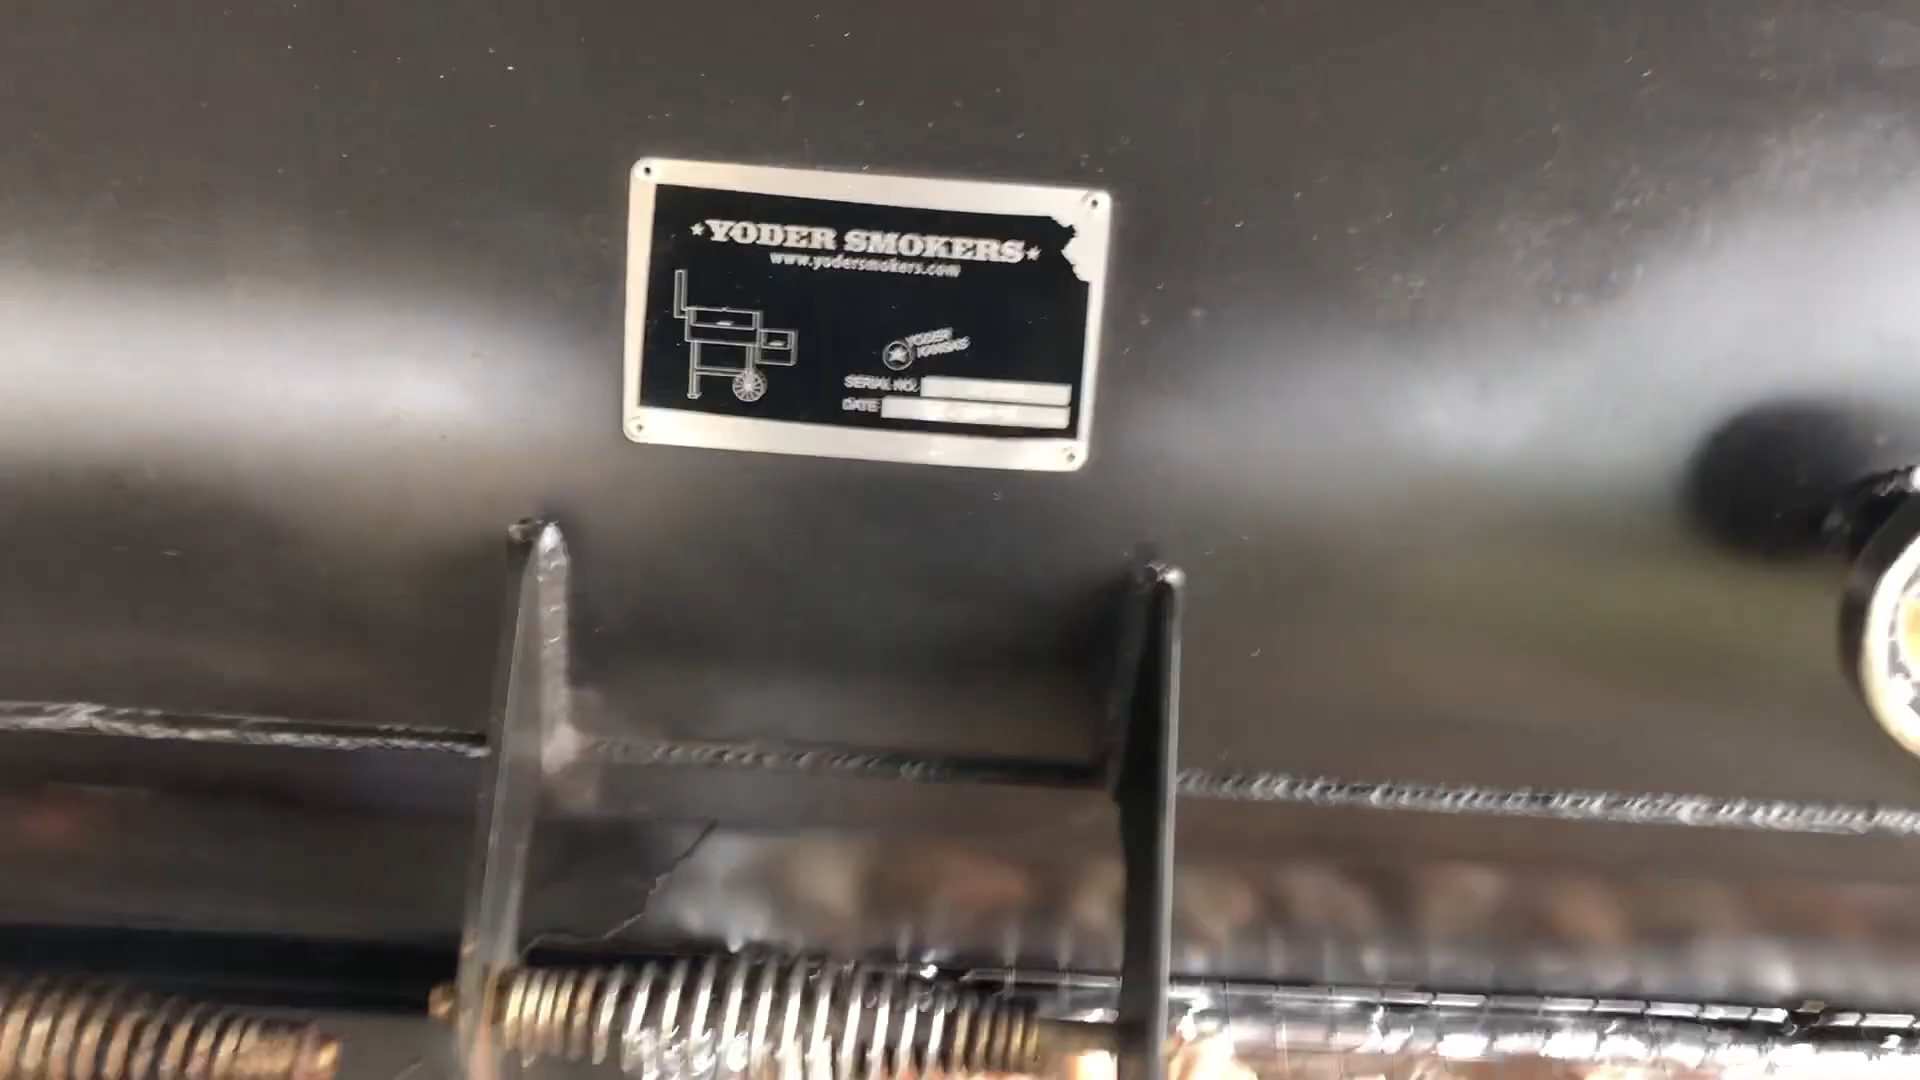 YODER SMOKERS
www.yodersmokers.com
YODER
KANSAS
SERIAL NO.
DATE